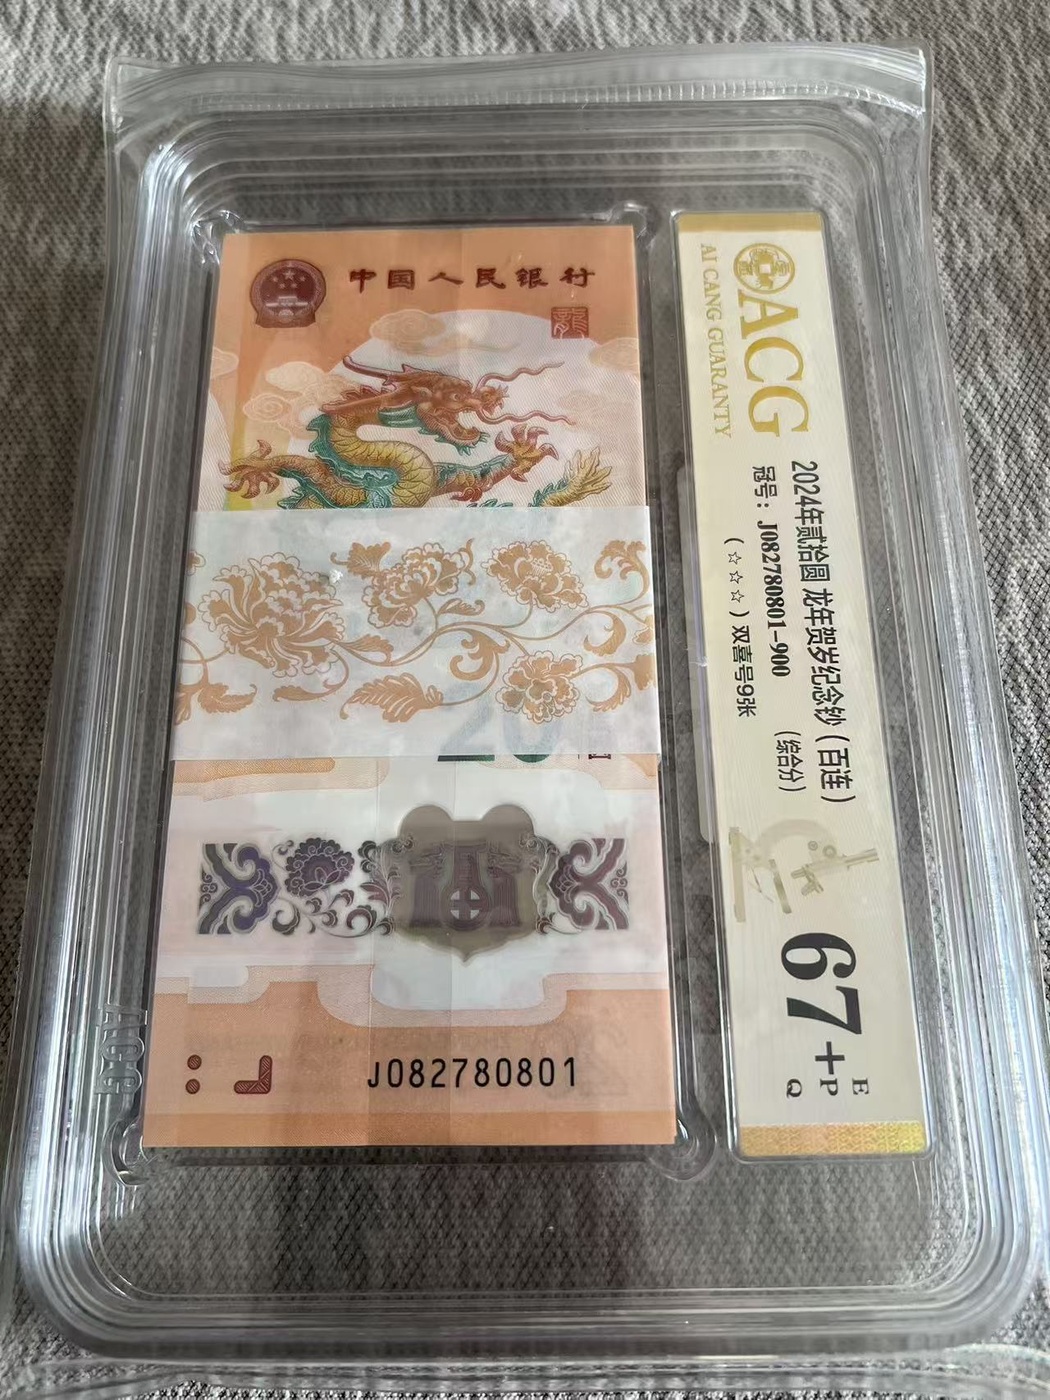 中国人民银行
龍
20
J082780801
ACG
AI CANG GUARANTY
2024年贰拾圆 龙年贺岁纪念钞（百连）
冠号：J082780801-900 （综合分）
（☆☆☆）双喜号9张
67+
E
P
Q
ACG